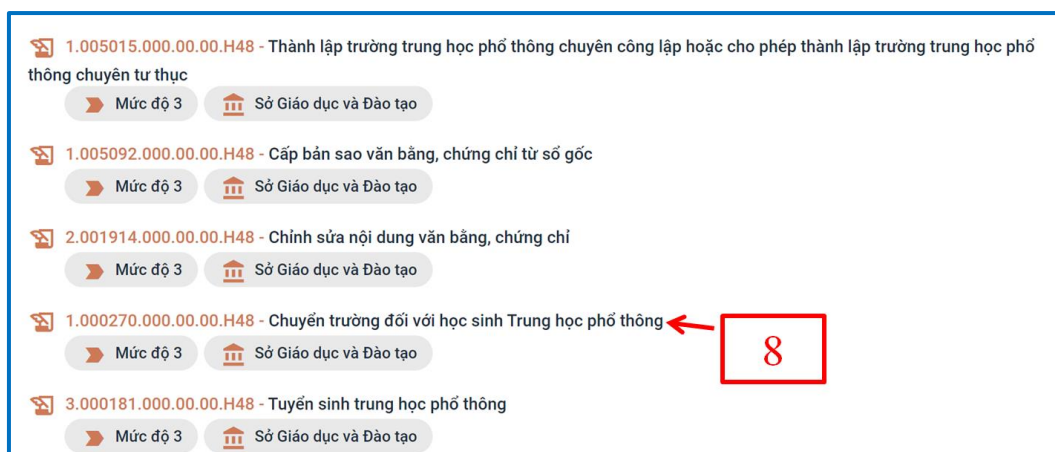 1.005015.000.00.00.H48 - Thành lập trường trung học phổ thông chuyên công lập hoặc cho phép thành lập trường trung học phổ
thông chuyên tư thục
Mức độ 3 Sở Giáo dục và Đào tạo
1.005092.000.00.00.H48 - Cấp bản sao văn bằng, chứng chỉ từ sổ gốc
Mức độ 3 Sở Giáo dục và Đào tạo
2.001914.000.00.00.H48 - Chỉnh sửa nội dung văn bằng, chứng chỉ
Mức độ 3 Sở Giáo dục và Đào tạo
1.000270.000.00.00.H48 - Chuyển trường đối với học sinh Trung học phổ thông
8
Mức độ 3 Sở Giáo dục và Đào tạo
3.000181.000.00.00.H48 - Tuyển sinh trung học phổ thông
Mức độ 3 Sở Giáo dục và Đào tạo